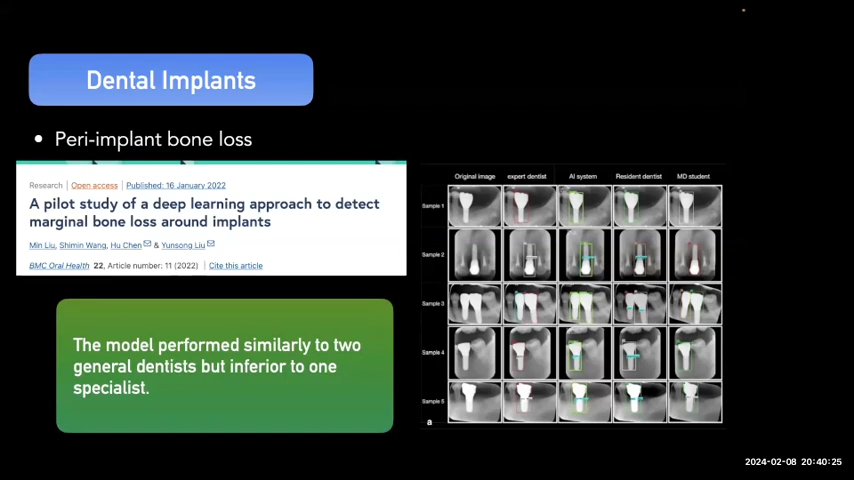 Dental Implants
• Peri-implant bone loss
Research | Open access | Published: 16 January 2022
A pilot study of a deep learning approach to detect
marginal bone loss around implants
Min Liu, Shimin Wang, Hu Chen & Yunsong Liu
BMC Oral Health 22, Article number: 11 (2022) | Cite this article
The model performed similarly to two
general dentists but inferior to one
specialist.
Original image expert dentist AI system Resident dentist MD student
Sample 1
Sample 2
Sample 3
Sample 4
Sample 5
a
2024-02-08 20:40:25